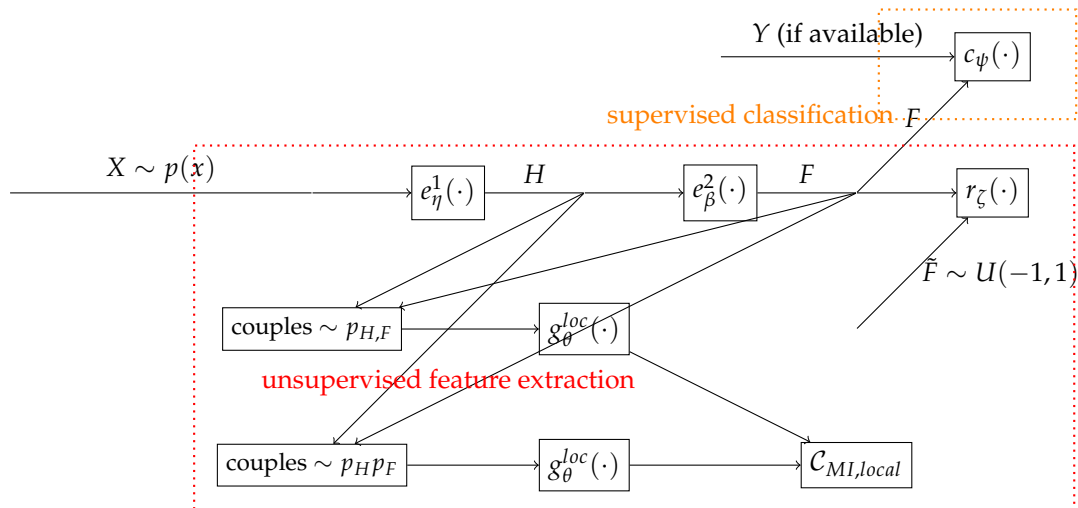 Y (if available)
c_ψ(·)
supervised classification
F
X ∼ p(x)
e^1_η(·)
H
e^2_β(·)
F
r_ζ(·)
F̃ ∼ U(−1, 1)
couples ∼ p_{H,F}
g^{loc}_θ(·)
unsupervised feature extraction
couples ∼ p_H p_F
g^{loc}_θ(·)
𝒞_{MI,local}